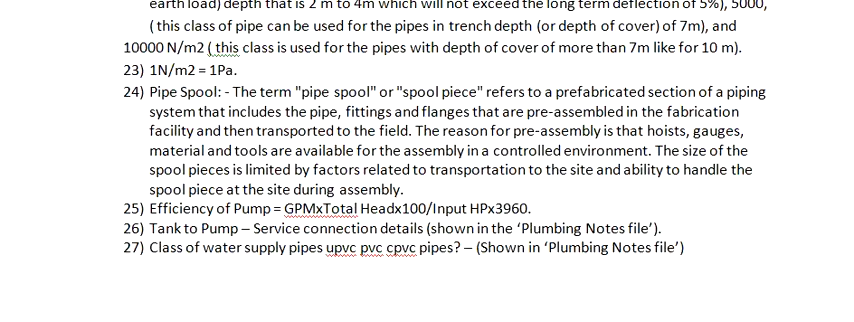 earth load) depth that is 2 m to 4m which will not exceed the long term deflection of 5%), 5000,
( this class of pipe can be used for the pipes in trench depth (or depth of cover) of 7m), and
10000 N/m2 ( this class is used for the pipes with depth of cover of more than 7m like for 10 m).
23) 1N/m2 = 1Pa.
24) Pipe Spool: - The term "pipe spool" or "spool piece" refers to a prefabricated section of a piping
system that includes the pipe, fittings and flanges that are pre-assembled in the fabrication
facility and then transported to the field. The reason for pre-assembly is that hoists, gauges,
material and tools are available for the assembly in a controlled environment. The size of the
spool pieces is limited by factors related to transportation to the site and ability to handle the
spool piece at the site during assembly.
25) Efficiency of Pump = GPMxTotal Headx100/Input HPx3960.
26) Tank to Pump – Service connection details (shown in the ‘Plumbing Notes file’).
27) Class of water supply pipes upvc pvc cpvc pipes? – (Shown in ‘Plumbing Notes file’)